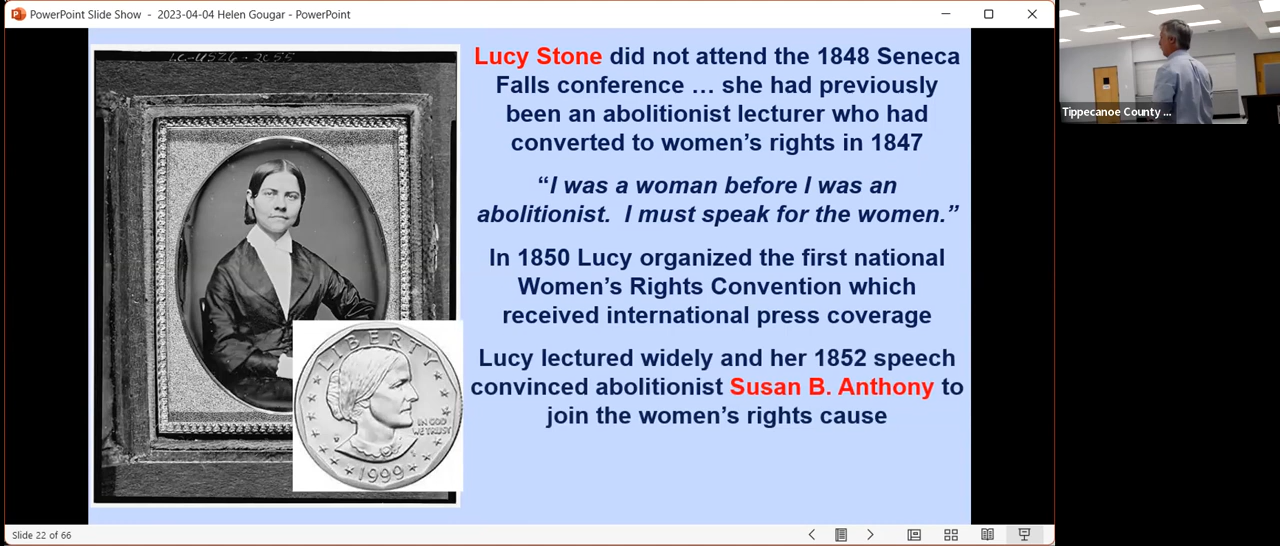 PowerPoint Slide Show - 2023-04-04 Helen Gougar - PowerPoint
LC-USZ6-2055
Lucy Stone did not attend the 1848 Seneca
Falls conference … she had previously
been an abolitionist lecturer who had
converted to women’s rights in 1847
“I was a woman before I was an
abolitionist.  I must speak for the women.”
In 1850 Lucy organized the first national
Women’s Rights Convention which
received international press coverage
Lucy lectured widely and her 1852 speech
convinced abolitionist Susan B. Anthony to
join the women’s rights cause
LIBERTY
IN GOD
WE TRUST
P
1999
Slide 22 of 66
Tippecanoe County ...